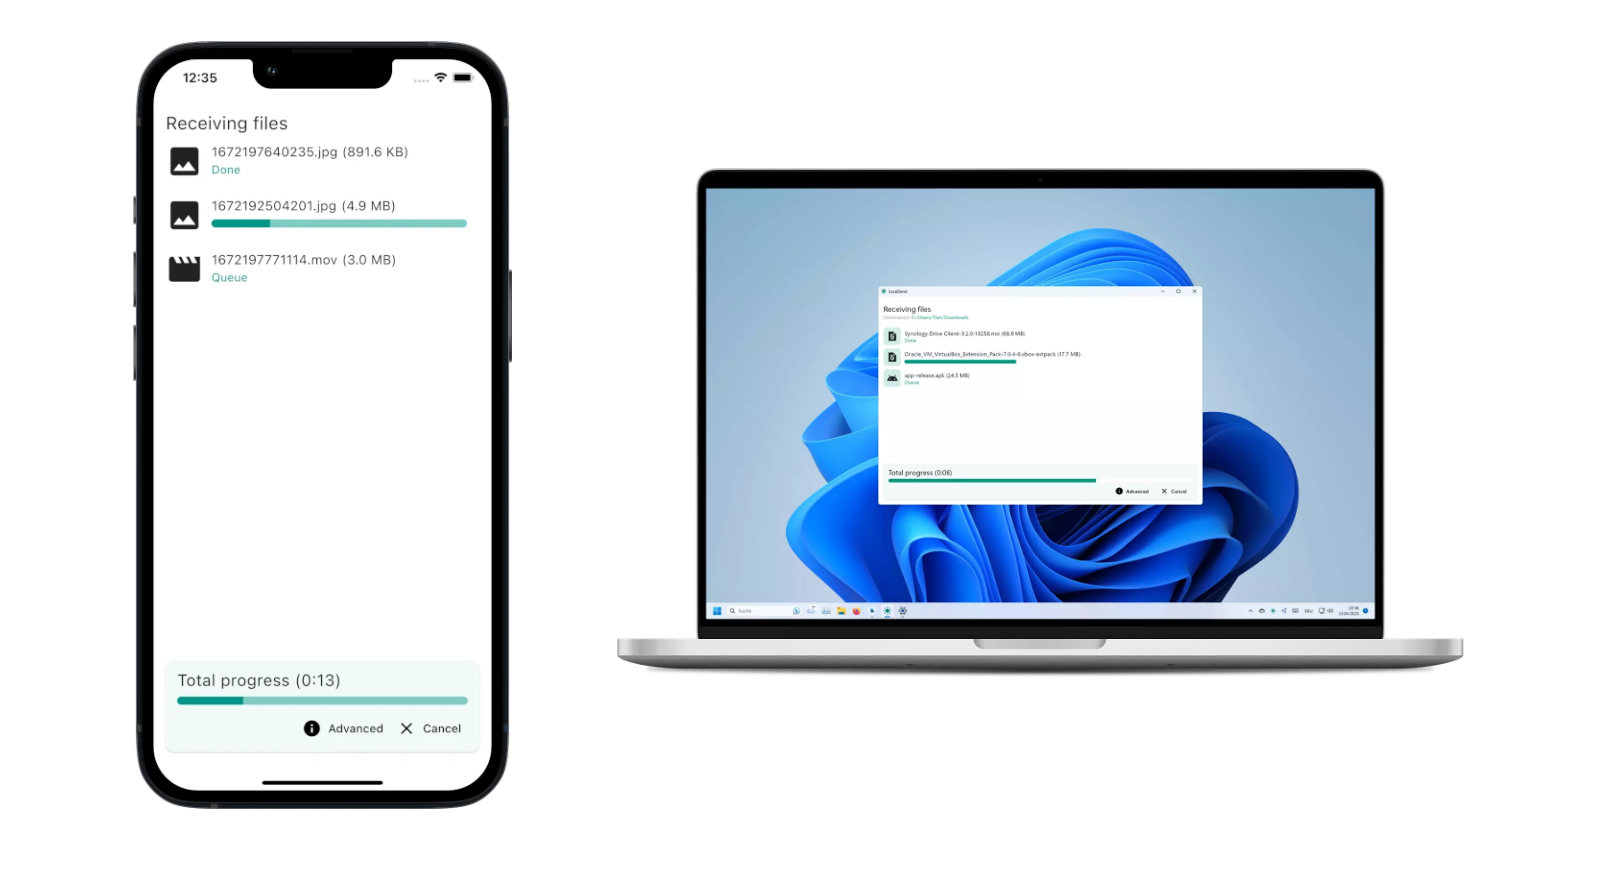 12:35
Receiving files
1672197640235.jpg (891.6 KB)
Done
1672192504201.jpg (4.9 MB)
1672197771114.mov (3.0 MB)
Queue
Total progress (0:13)
Advanced
Cancel
LocalSend
Receiving files
Destination: C:/Users/Tien/Downloads
Synology Drive Client-3.2.0-13258.msi (68.9 MB)
Done
Oracle_VM_VirtualBox_Extension_Pack-7.0.4-6.vbox-extpack (17.7 MB)
app-release.apk (24.5 MB)
Queue
Total progress (0:08)
Advanced
Cancel
Suche
13.04.2023